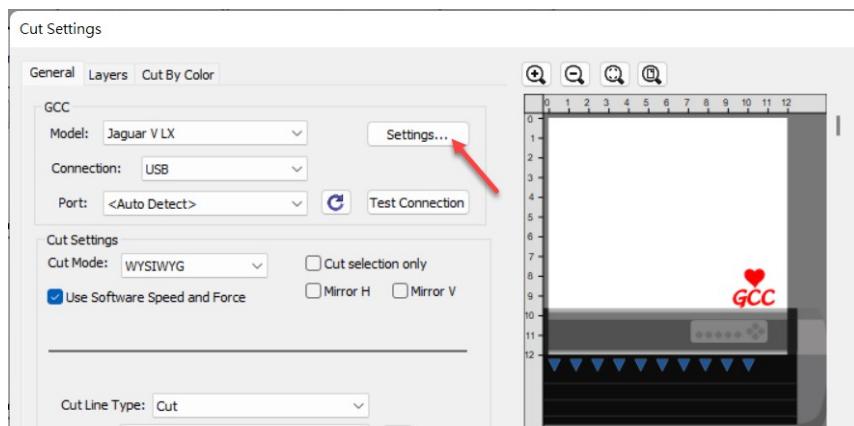 Cut Settings
General Layers Cut By Color
GCC
Model: Jaguar V LX Settings...
Connection: USB
Port: <Auto Detect> Test Connection
Cut Settings
Cut Mode: WYSIWYG Cut selection only
Use Software Speed and Force Mirror H Mirror V
Cut Line Type: Cut
0 1 2 3 4 5 6 7 8 9 10 11 12
0
1
2
3
4
5
6
7
8
9
10
11
12
GCC